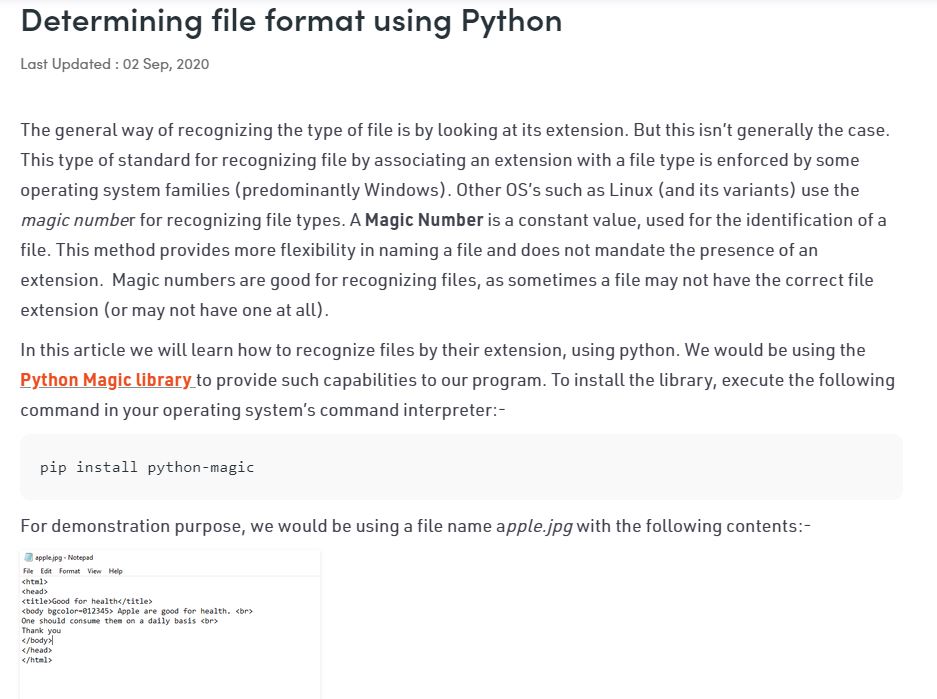 Determining file format using Python
Last Updated : 02 Sep, 2020
The general way of recognizing the type of file is by looking at its extension. But this isn't generally the case.
This type of standard for recognizing file by associating an extension with a file type is enforced by some
operating system families (predominantly Windows). Other OS's such as Linux (and its variants) use the
magic number for recognizing file types. A Magic Number is a constant value, used for the identification of a
file. This method provides more flexibility in naming a file and does not mandate the presence of an
extension.  Magic numbers are good for recognizing files, as sometimes a file may not have the correct file
extension (or may not have one at all).
In this article we will learn how to recognize files by their extension, using python. We would be using the
Python Magic library to provide such capabilities to our program. To install the library, execute the following
command in your operating system's command interpreter:-
pip install python-magic
For demonstration purpose, we would be using a file name apple.jpg with the following contents:-
apple.jpg - Notepad
File Edit Format View Help
<html>
<head>
<title>Good for health</title>
<body bgcolor=012345> Apple are good for health. <br>
One should consume them on a daily basis <br>
Thank you
</body>
</head>
</html>